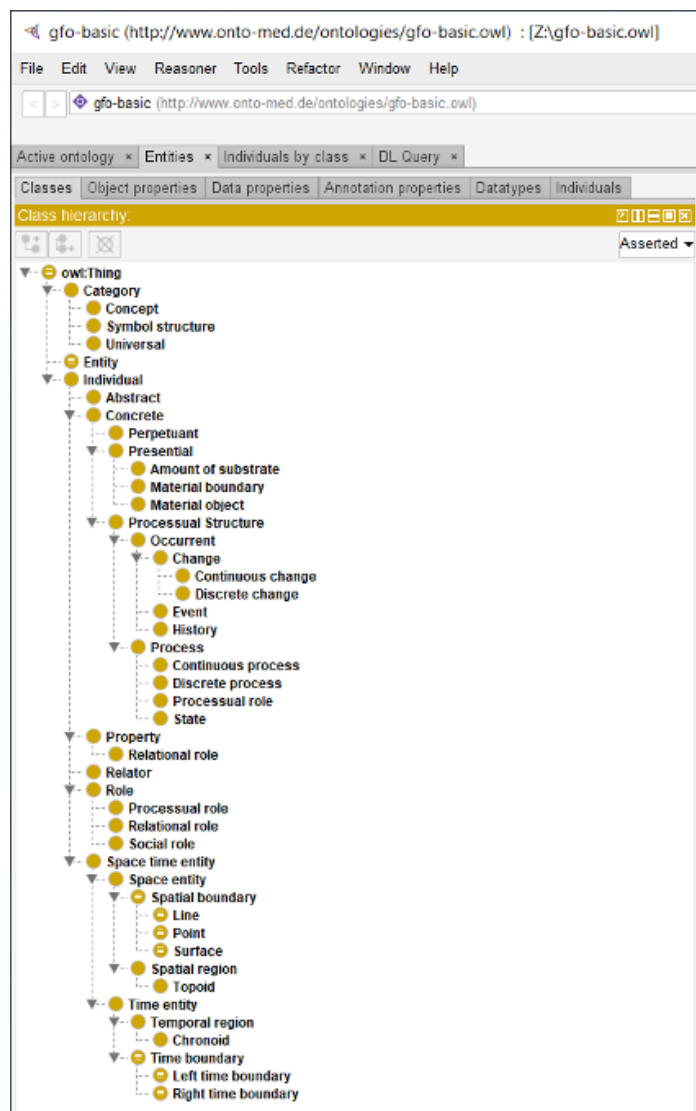 gfo-basic (http://www.onto-med.de/ontologies/gfo-basic.owl) : [Z:\gfo-basic.owl]
File Edit View Reasoner Tools Refactor Window Help
< > gfo-basic (http://www.onto-med.de/ontologies/gfo-basic.owl)
Active ontology × Entities × Individuals by class × DL Query ×
Classes Object properties Data properties Annotation properties Datatypes Individuals
Class hierarchy:
Asserted
owl:Thing
Category
Concept
Symbol structure
Universal
Entity
Individual
Abstract
Concrete
Perpetuant
Presential
Amount of substrate
Material boundary
Material object
Processual Structure
Occurrent
Change
Continuous change
Discrete change
Event
History
Process
Continuous process
Discrete process
Processual role
State
Property
Relational role
Relator
Role
Processual role
Relational role
Social role
Space time entity
Space entity
Spatial boundary
Line
Point
Surface
Spatial region
Topoid
Time entity
Temporal region
Chronoid
Time boundary
Left time boundary
Right time boundary